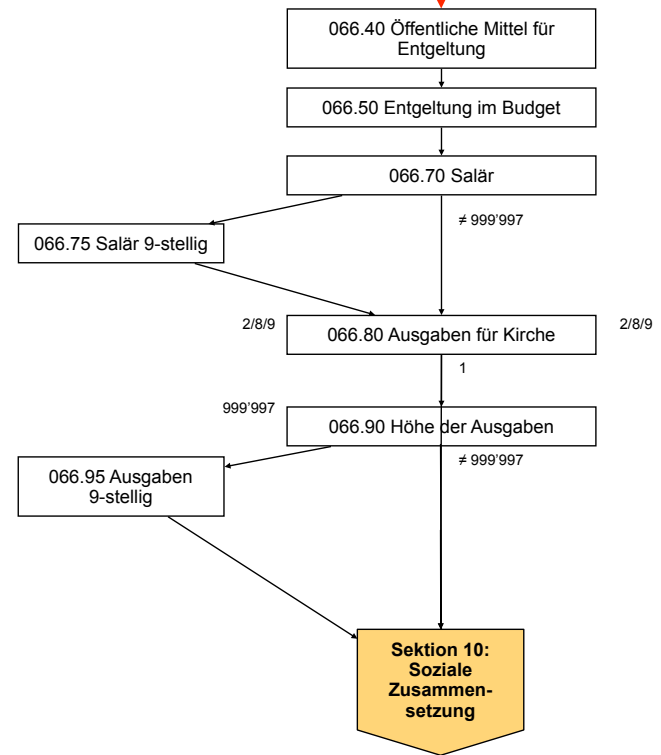 066.40 Öffentliche Mittel für
Entgeltung
066.50 Entgeltung im Budget
066.70 Salär
≠ 999’997
066.75 Salär 9-stellig
2/8/9
066.80 Ausgaben für Kirche
2/8/9
1
999’997
066.90 Höhe der Ausgaben
≠ 999’997
066.95 Ausgaben
9-stellig
Sektion 10:
Soziale
Zusammen-
setzung